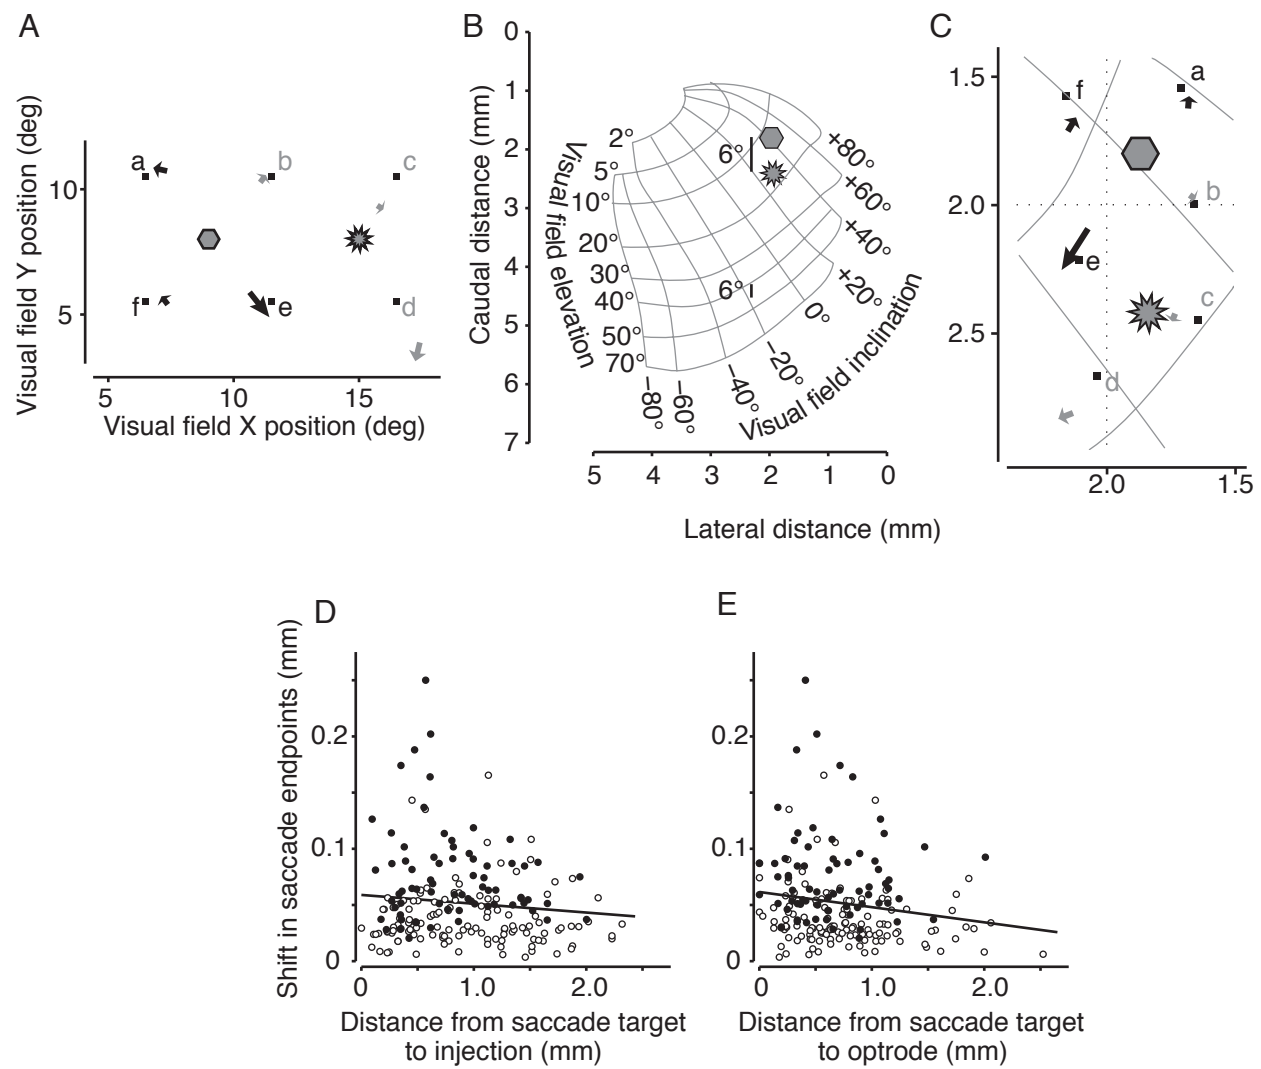 A
Visual field Y position (deg)
10
5
a
b
c
f
e
d
5 10 15
Visual field X position (deg)
B
Caudal distance (mm)
0
1
2
3
4
5
6
7
2°
5°
10°
20°
30°
40°
50°
70°
Visual field elevation
6°
6°
+80°
+60°
+40°
+20°
0°
−20°
−40°
−60°
−80°
Visual field inclination
5 4 3 2 1 0
Lateral distance (mm)
C
1.5
2.0
2.5
f
a
b
e
c
d
2.0 1.5
D
Shift in saccade endpoints (mm)
0.2
0.1
0
0 1.0 2.0
Distance from saccade target
to injection (mm)
E
0.2
0.1
0
0 1.0 2.0
Distance from saccade target
to optrode (mm)